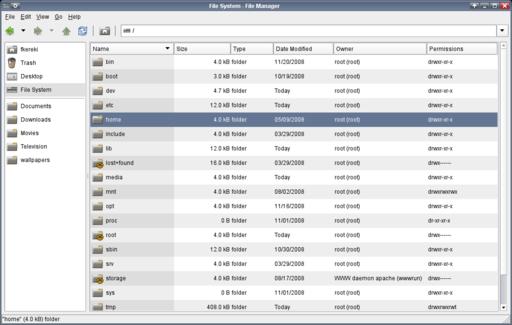 File System - File Manager
File Edit View Go Help
/
fkereki
Trash
Desktop
File System
Documents
Downloads
Movies
Television
wallpapers
Name Size Type Date Modified Owner Permissions
bin 4.0 kB folder 11/20/2008 root (root) drwxr-xr-x
boot 3.0 kB folder 10/19/2008 root (root) drwxr-xr-x
dev 4.7 kB folder Today root (root) drwxr-xr-x
etc 12.0 kB folder Today root (root) drwxr-xr-x
home 4.0 kB folder 05/09/2008 root (root) drwxr-xr-x
include 4.0 kB folder 03/29/2008 root (root) drwxr-xr-x
lib 12.0 kB folder Today root (root) drwxr-xr-x
lost+found 16.0 kB folder 03/29/2008 root (root) drwx------
media 4.0 kB folder Today root (root) drwxr-xr-x
mnt 4.0 kB folder 08/02/2008 root (root) drwxrwxrwx
opt 4.0 kB folder 11/16/2008 root (root) drwxr-xr-x
proc 0 B folder 11/01/2008 root (root) dr-xr-xr-x
root 4.0 kB folder Today root (root) drwx------
sbin 12.0 kB folder 10/30/2008 root (root) drwxr-xr-x
srv 4.0 kB folder 03/29/2008 root (root) drwxr-xr-x
storage 4.0 kB folder 08/17/2008 WWW daemon apache (wwwrun) drwx------
sys 0 B folder 11/01/2008 root (root) drwxr-xr-x
tmp 408.0 kB folder Today root (root) drwxrwxrwt
"home" (4.0 kB) folder